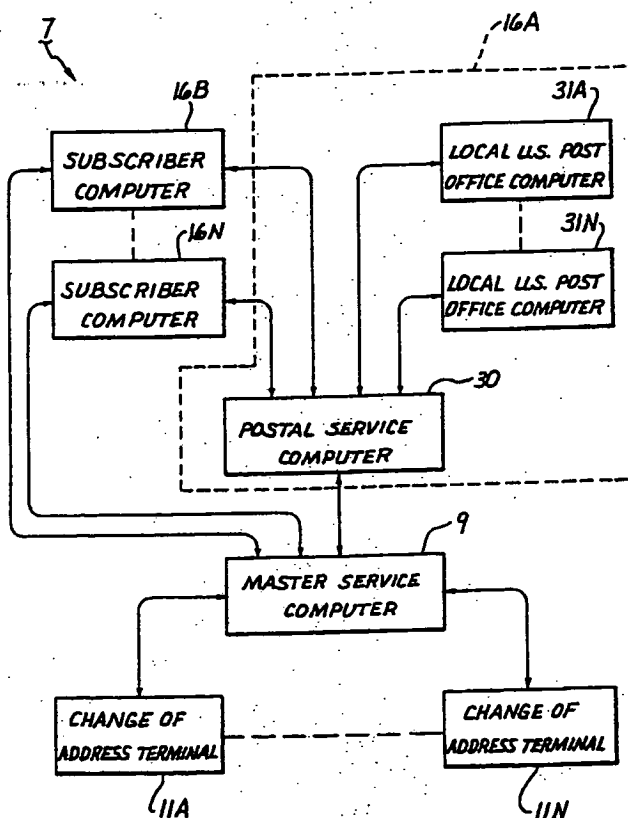 7
16A
16B
SUBSCRIBER
COMPUTER
31A
LOCAL U.S. POST
OFFICE COMPUTER
16N
SUBSCRIBER
COMPUTER
31N
LOCAL U.S. POST
OFFICE COMPUTER
30
POSTAL SERVICE
COMPUTER
9
MASTER SERVICE
COMPUTER
CHANGE OF
ADDRESS TERMINAL
11A
CHANGE OF
ADDRESS TERMINAL
11N